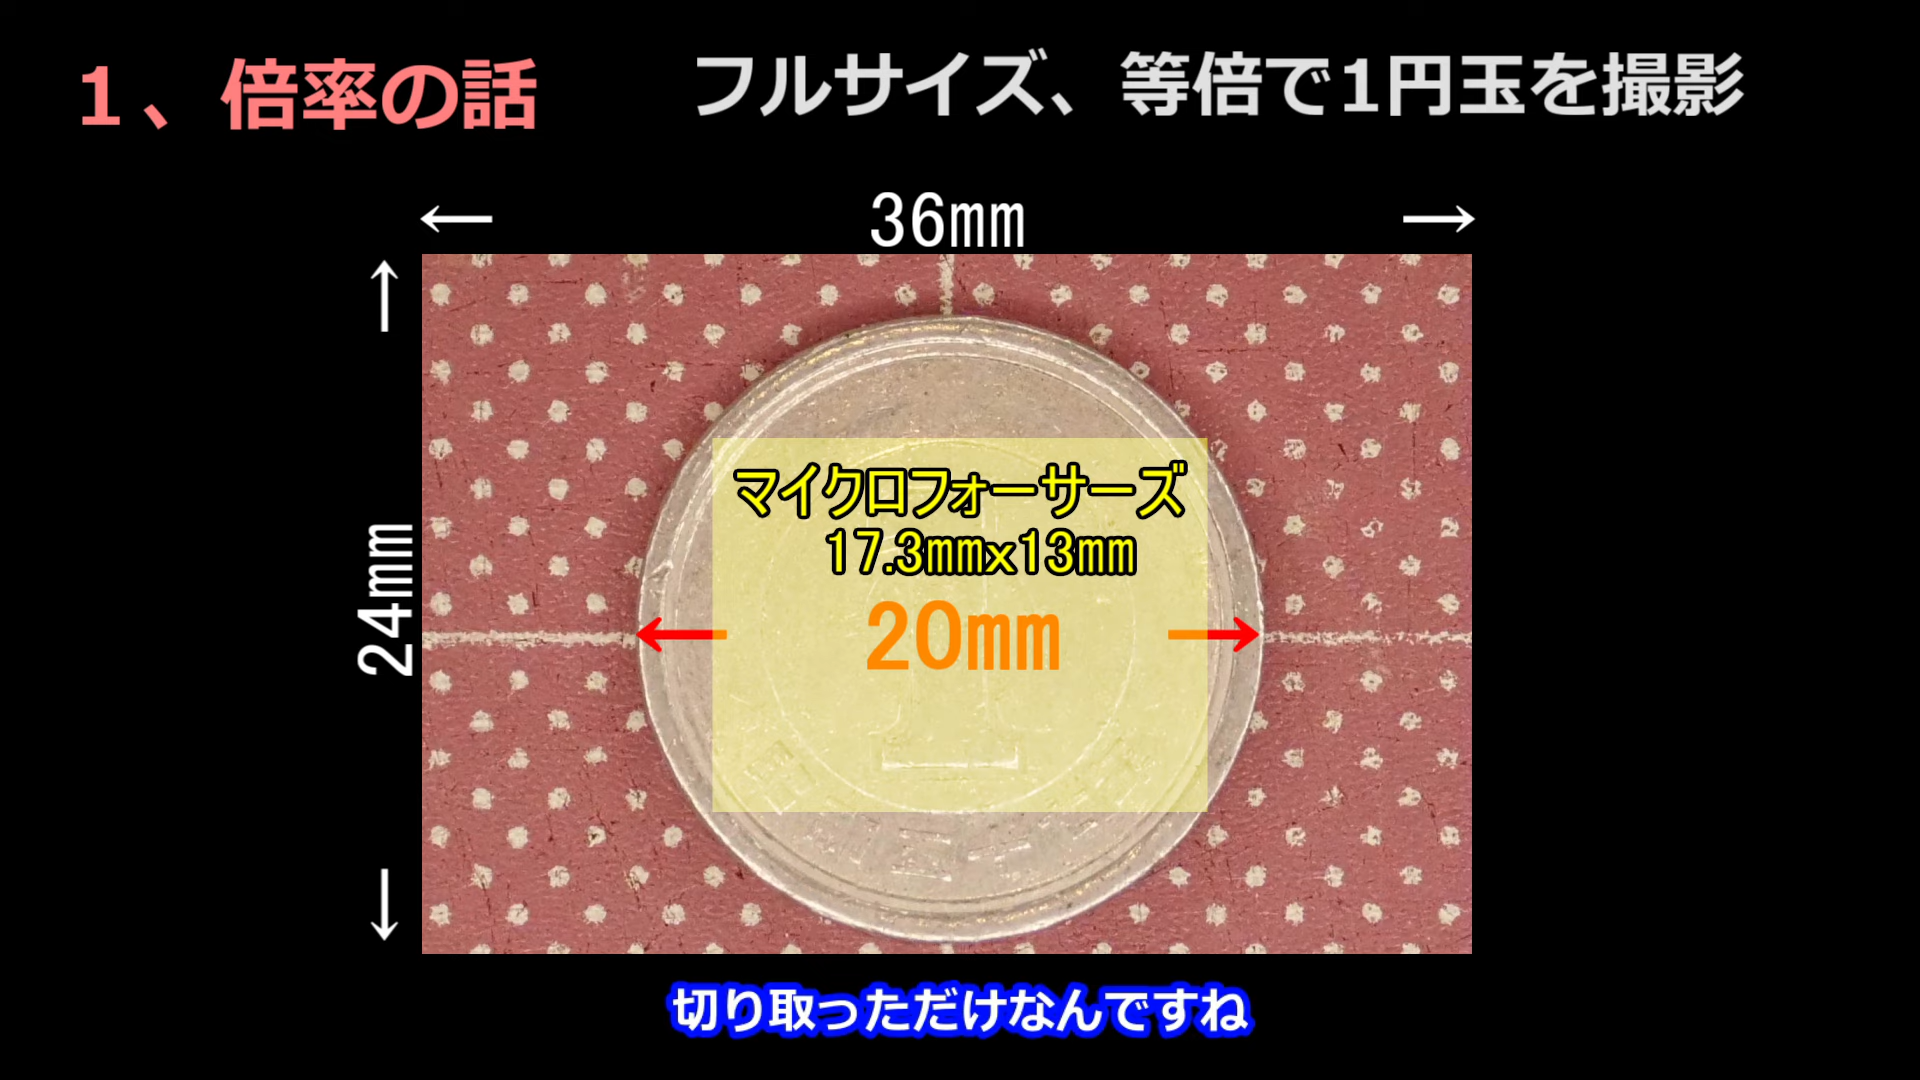 1、倍率の話
フルサイズ、等倍で1円玉を撮影
36mm
24mm
マイクロフォーサーズ
17.3mmx13mm
20mm
切り取っただけなんですね